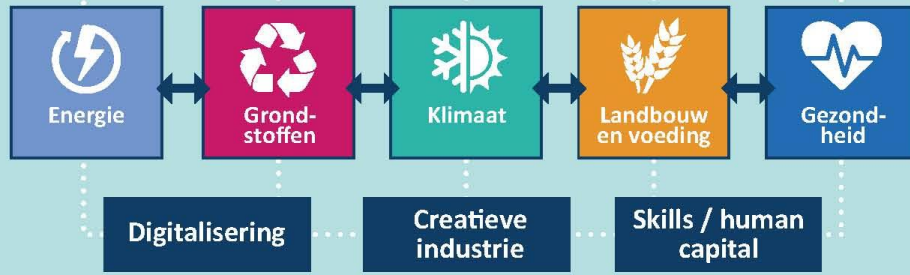 Energie
Grond-
stoffen
Klimaat
Landbouw
en voeding
Gezond-
heid
Digitalisering
Creatieve
industrie
Skills / human
capital